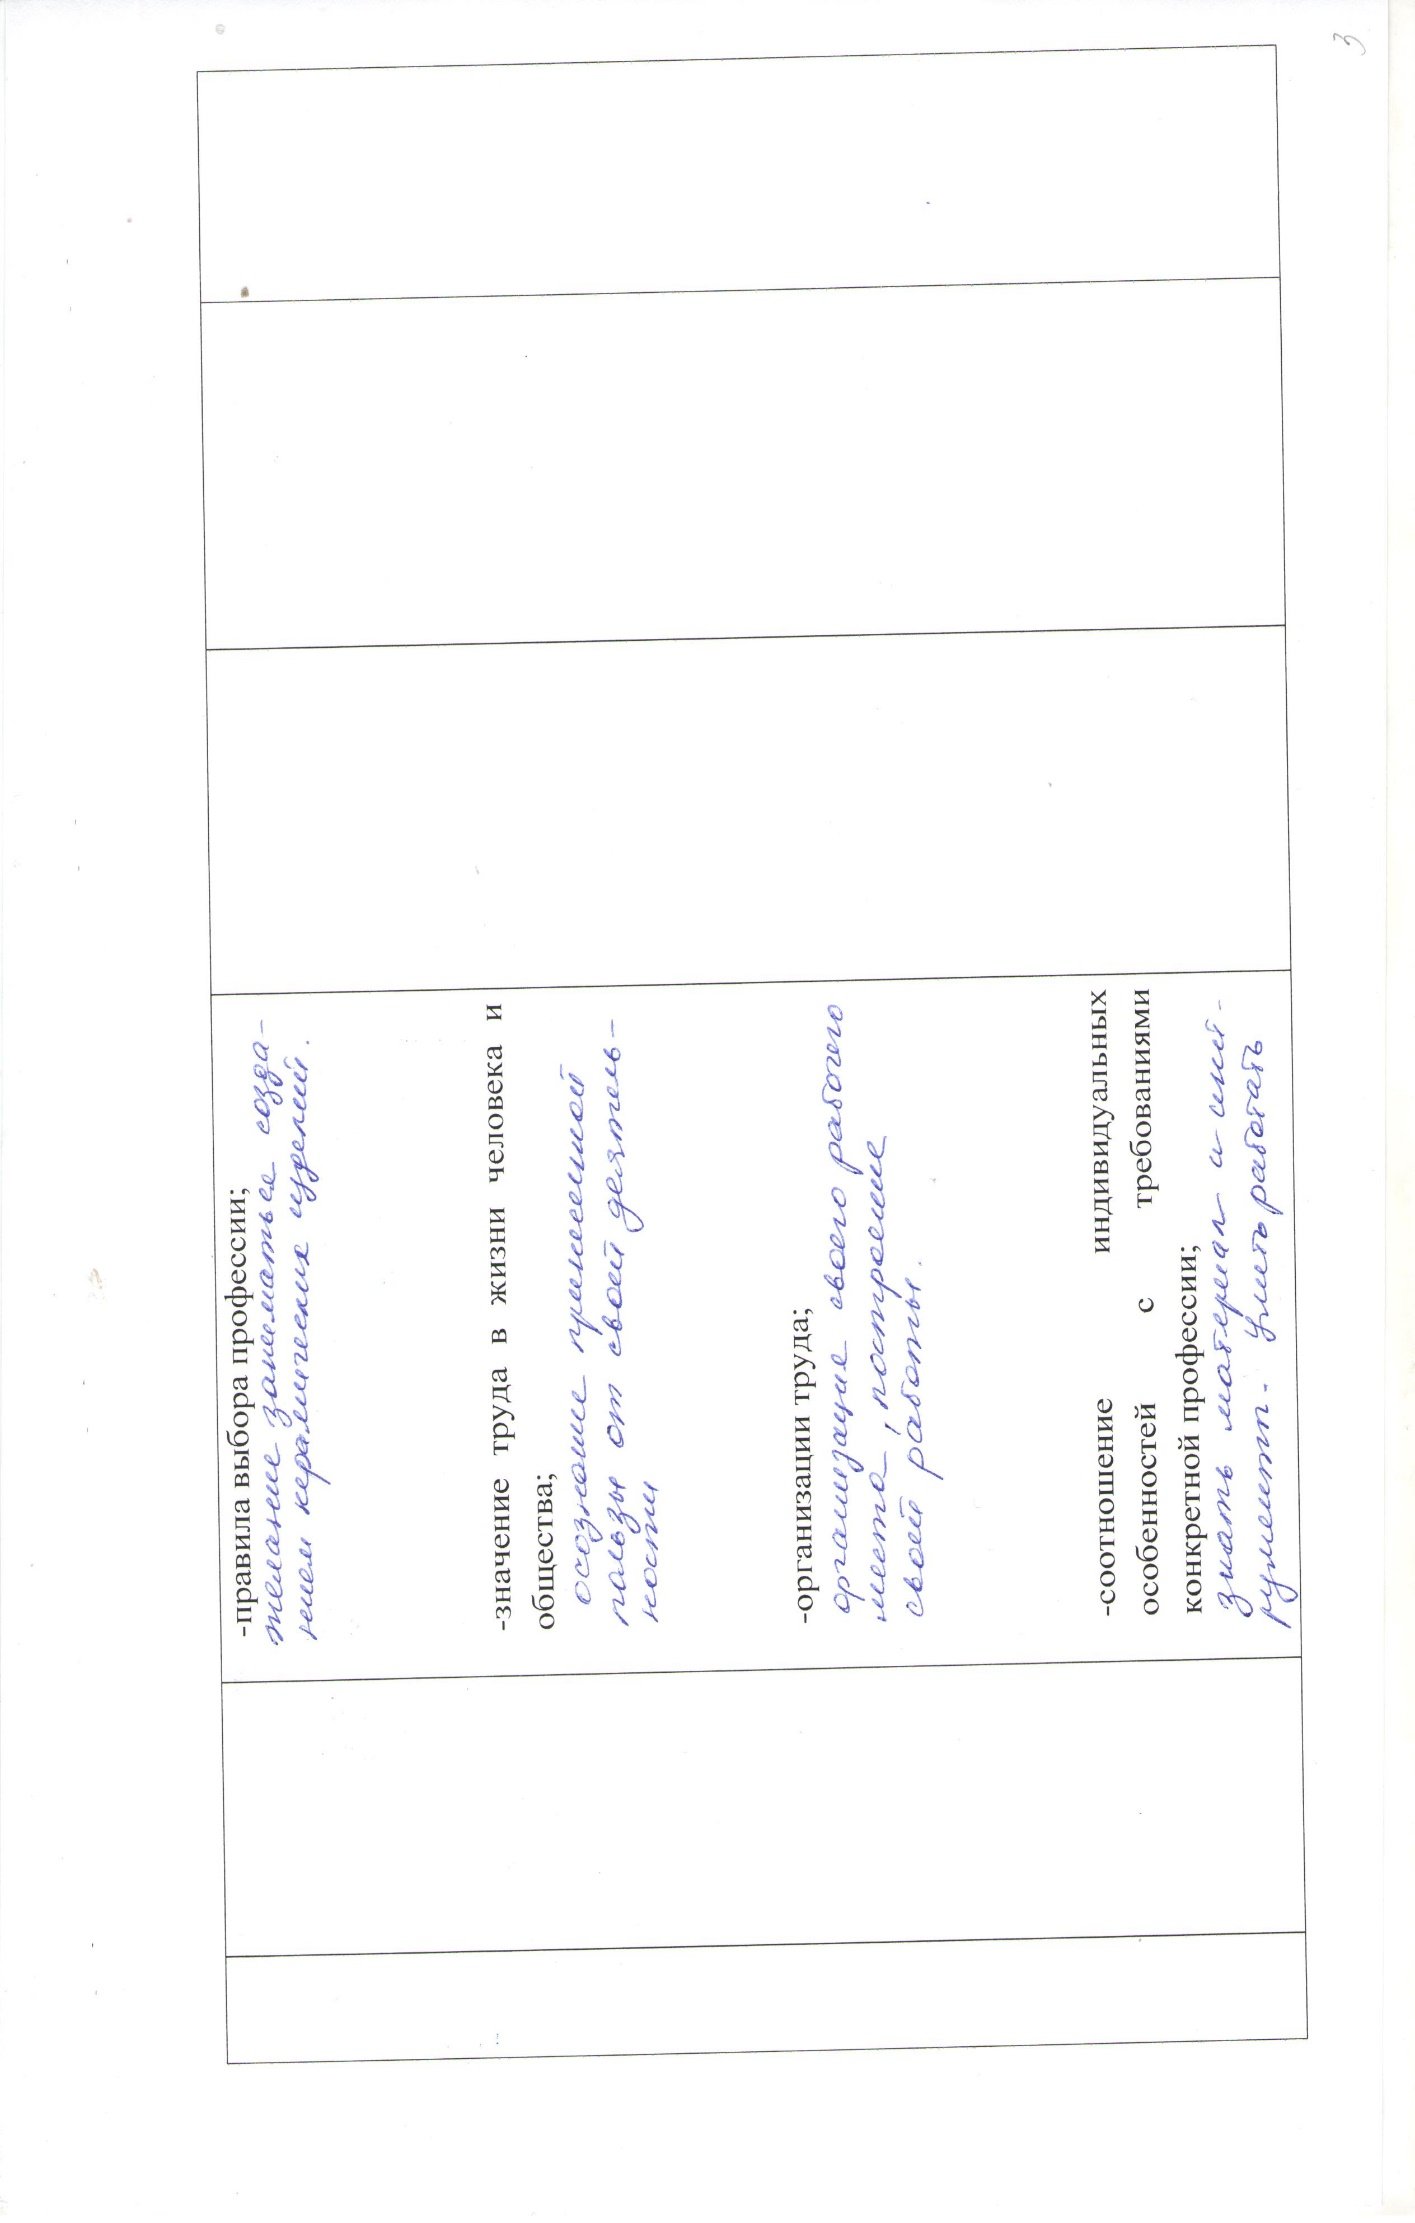 -правила выбора профессии;
желание заниматься созда-
нием керамических изделий.
-значение труда в жизни человека и
общества;
осознание принесенной
пользы от своей деятель-
ности
-организации труда;
организация своего рабочего
места, построение
своей работы.
-соотношение индивидуальных
особенностей с требованиями
конкретной профессии;
знать материал и инст-
румент. Уметь работать
3